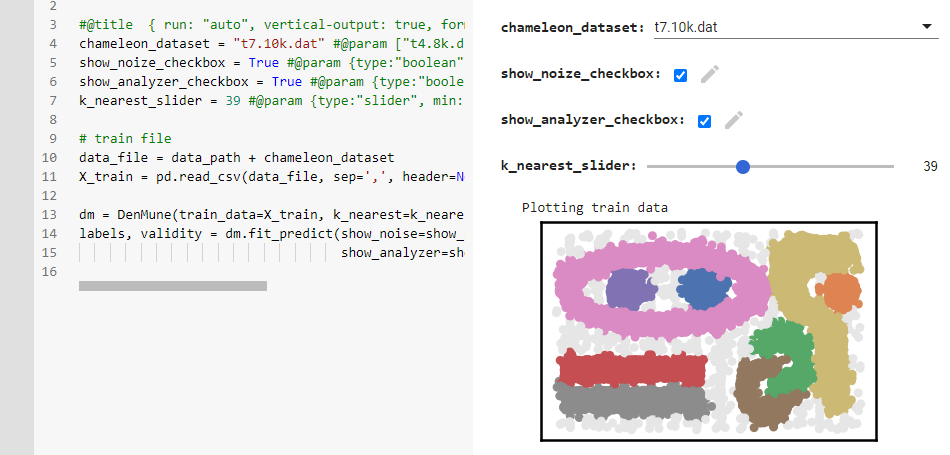 2
3 #@title { run: "auto", vertical-output: true, for
4 chameleon_dataset = "t7.10k.dat" #@param ["t4.8k.d
5 show_noize_checkbox = True #@param {type:"boolean"
6 show_analyzer_checkbox = True #@param {type:"boole
7 k_nearest_slider = 39 #@param {type:"slider", min:
8
9 # train file
10 data_file = data_path + chameleon_dataset
11 X_train = pd.read_csv(data_file, sep=',', header=N
12
13 dm = DenMune(train_data=X_train, k_nearest=k_neare
14 labels, validity = dm.fit_predict(show_noise=show_
15 show_analyzer=sh
16
chameleon_dataset: t7.10k.dat
show_noize_checkbox:
show_analyzer_checkbox:
k_nearest_slider: 39
Plotting train data